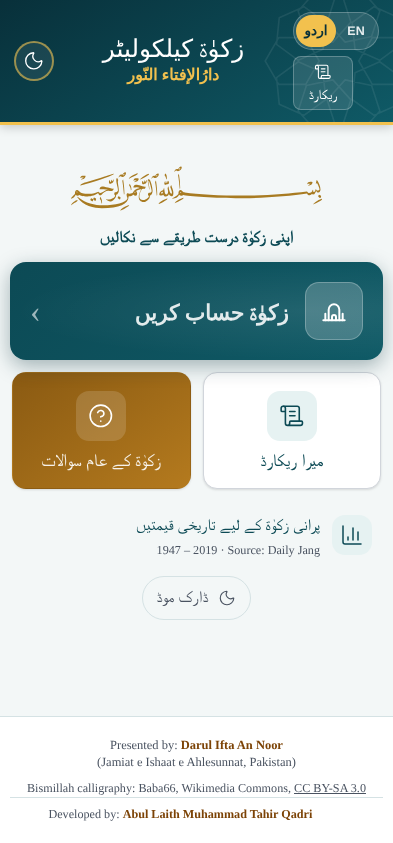 EN
اردو
ریکارڈ
زکوٰۃ کیلکولیٹر
دارُالإفتاء النّور
بِسْمِ اللّٰهِ الرَّحْمٰنِ الرَّحِيْمِ
اپنی زکوٰۃ درست طریقے سے نکالیں
زکوٰۃ حساب کریں
میرا ریکارڈ
زکوٰۃ کے عام سوالات
پرانی زکوٰۃ کے لیے تاریخی قیمتیں
1947 – 2019 · Source: Daily Jang
ڈارک موڈ
Presented by: Darul Ifta An Noor
(Jamiat e Ishaat e Ahlesunnat, Pakistan)
Bismillah calligraphy: Baba66, Wikimedia Commons, CC BY-SA 3.0
Developed by: Abul Laith Muhammad Tahir Qadri